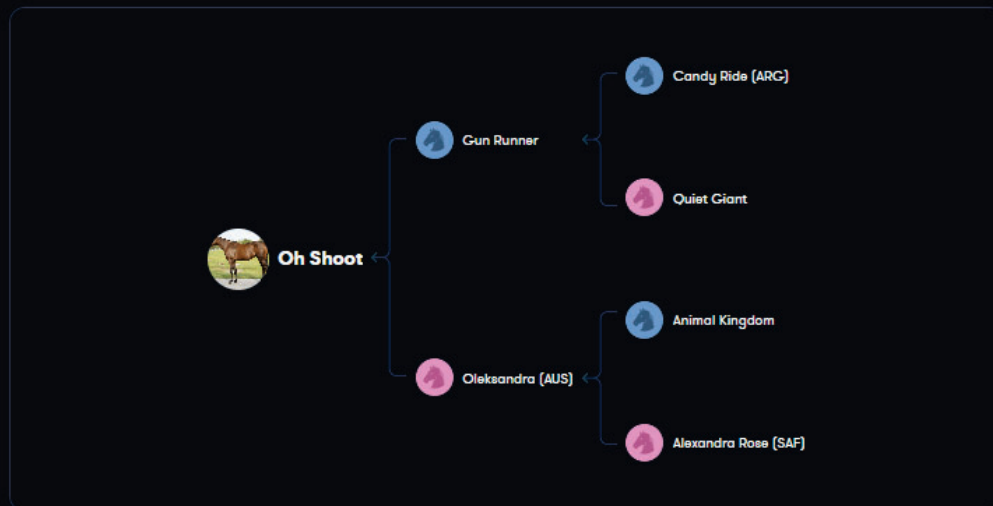 Candy Ride (ARG)
Gun Runner
Quiet Giant
Oh Shoot
Animal Kingdom
Oleksandra (AUS)
Alexandra Rose (SAF)